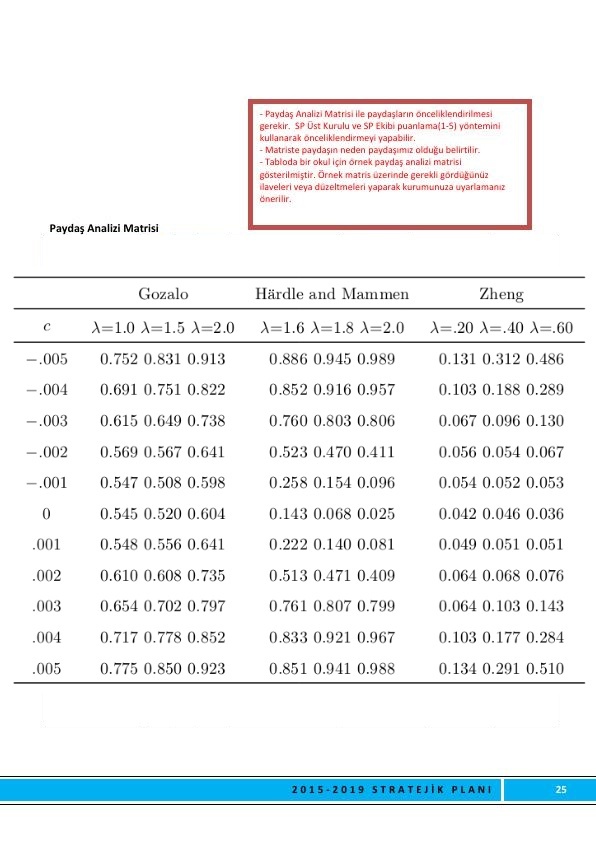 - Paydaş Analizi Matrisi ile paydaşların önceliklendirilmesi
gerekir.  SP Üst Kurulu ve SP Ekibi puanlama(1-5) yöntemini
kullanarak önceliklendirmeyi yapabilir.
- Matriste paydaşın neden paydaşımız olduğu belirtilir.
- Tabloda bir okul için örnek paydaş analizi matrisi
gösterilmiştir. Örnek matris üzerinde gerekli gördüğünüz
ilaveleri veya düzeltmeleri yaparak kurumunuza uyarlamanız
önerilir.
Paydaş Analizi Matrisi
Gozalo Härdle and Mammen Zheng
c λ=1.0 λ=1.5 λ=2.0 λ=1.6 λ=1.8 λ=2.0 λ=.20 λ=.40 λ=.60
−.005 0.752 0.831 0.913 0.886 0.945 0.989 0.131 0.312 0.486
−.004 0.691 0.751 0.822 0.852 0.916 0.957 0.103 0.188 0.289
−.003 0.615 0.649 0.738 0.760 0.803 0.806 0.067 0.096 0.130
−.002 0.569 0.567 0.641 0.523 0.470 0.411 0.056 0.054 0.067
−.001 0.547 0.508 0.598 0.258 0.154 0.096 0.054 0.052 0.053
0 0.545 0.520 0.604 0.143 0.068 0.025 0.042 0.046 0.036
.001 0.548 0.556 0.641 0.222 0.140 0.081 0.049 0.051 0.051
.002 0.610 0.608 0.735 0.513 0.471 0.409 0.064 0.068 0.076
.003 0.654 0.702 0.797 0.761 0.807 0.799 0.064 0.103 0.143
.004 0.717 0.778 0.852 0.833 0.921 0.967 0.103 0.177 0.284
.005 0.775 0.850 0.923 0.851 0.941 0.988 0.134 0.291 0.510
2015-2019 STRATEJİK PLANI 25